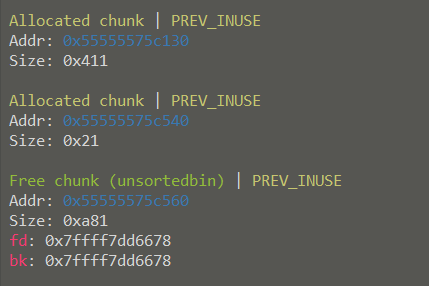 Allocated chunk | PREV_INUSE
Addr: 0x55555575c130
Size: 0x411
Allocated chunk | PREV_INUSE
Addr: 0x55555575c540
Size: 0x21
Free chunk (unsortedbin) | PREV_INUSE
Addr: 0x55555575c560
Size: 0xa81
fd: 0x7ffff7dd6678
bk: 0x7ffff7dd6678